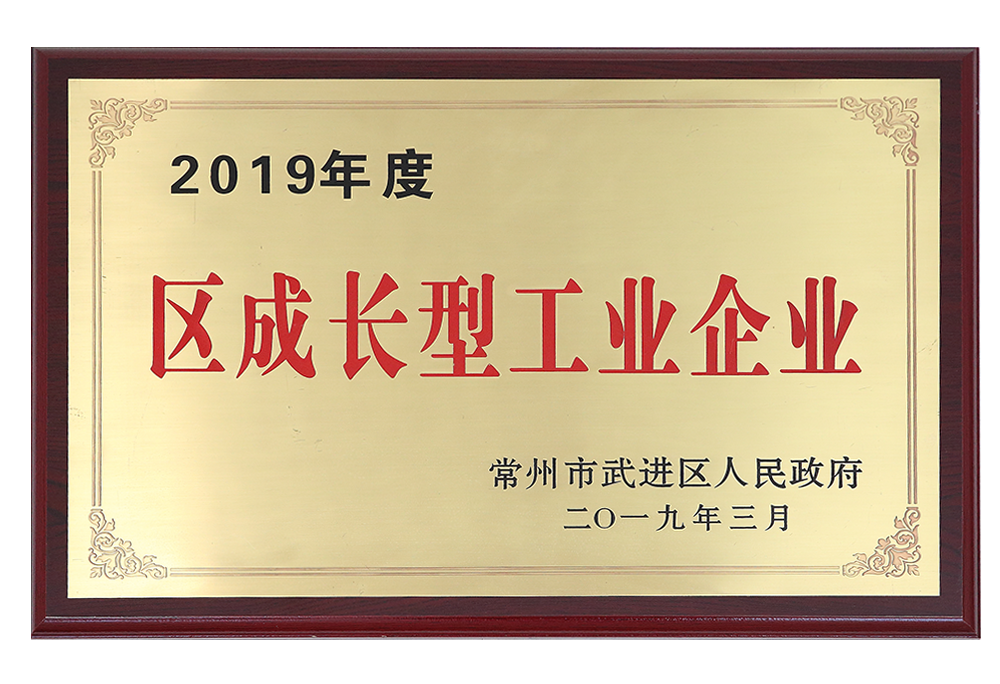 2019年度
区成长型工业企业
常州市武进区人民政府
二〇一九年三月